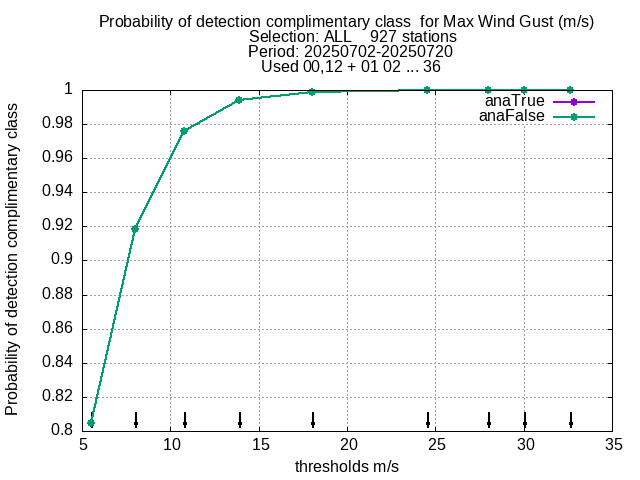 Probability of detection complimentary class  for Max Wind Gust (m/s)
Selection: ALL    927 stations
Period: 20250702-20250720
Used 00,12 + 01 02 ... 36
anaTrue
anaFalse
1
0.98
0.96
0.94
0.92
0.9
0.88
0.86
0.84
0.82
0.8
Probability of detection complimentary class
5 10 15 20 25 30 35
thresholds m/s